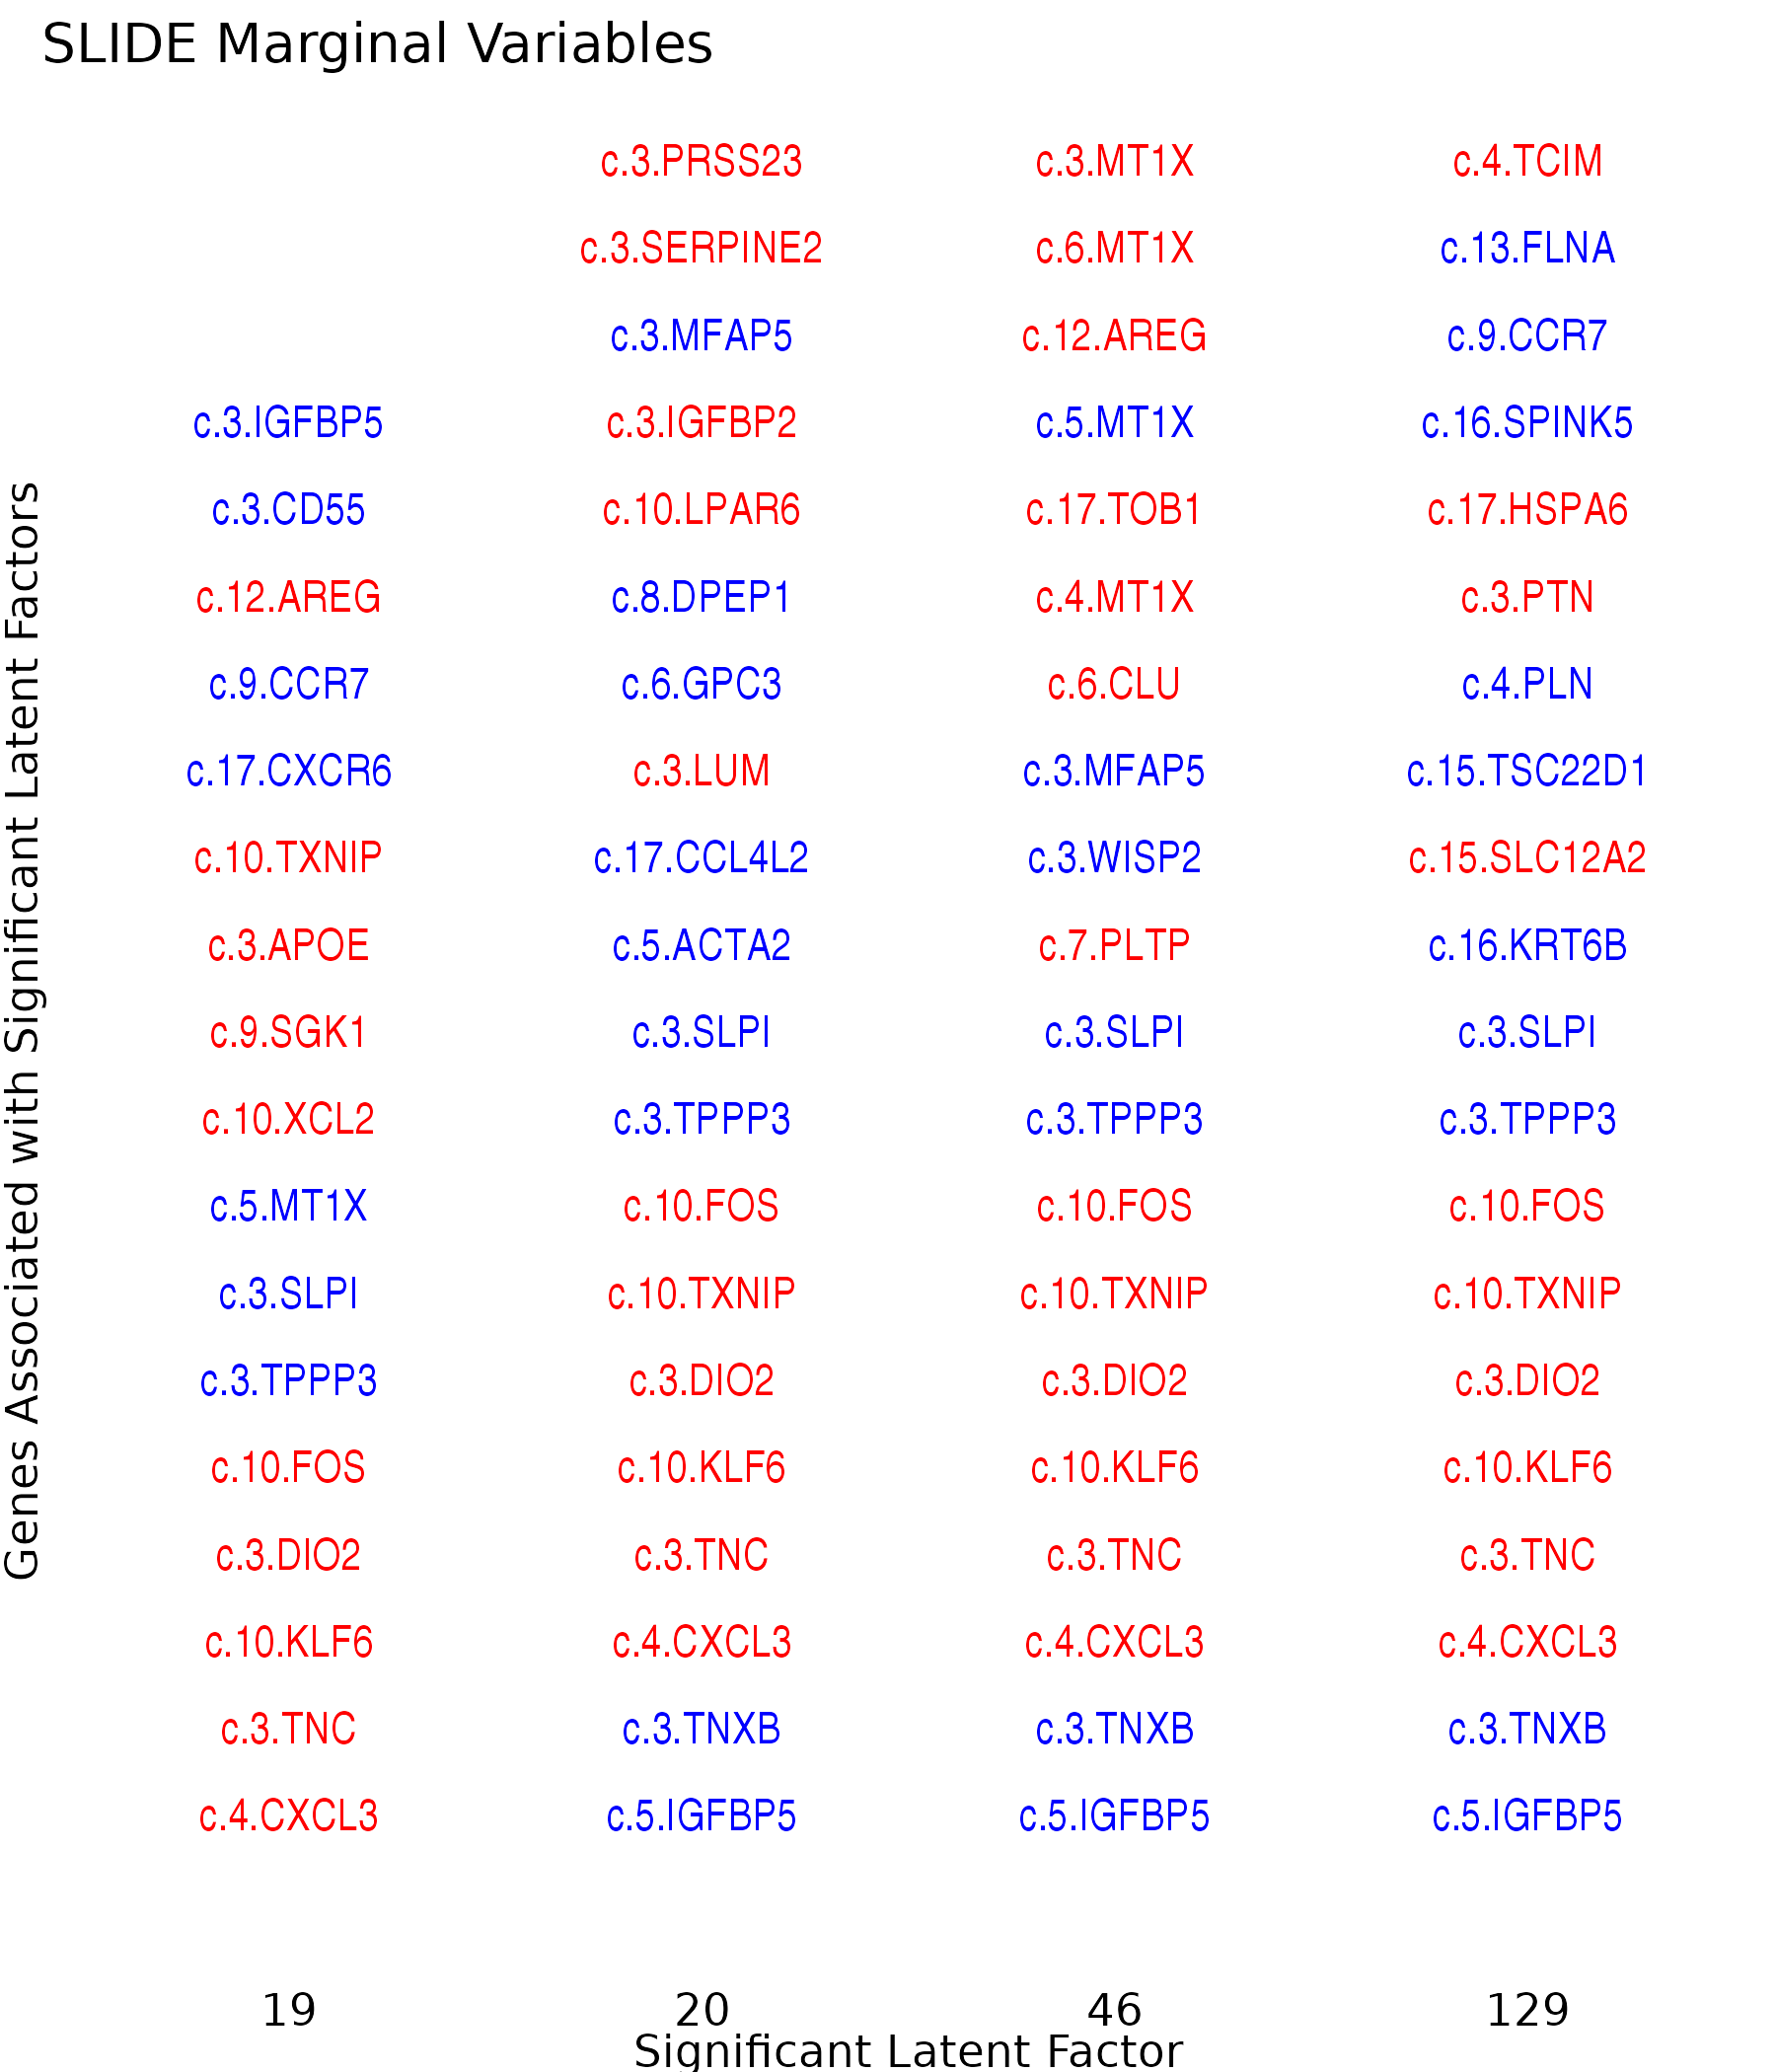 SLIDE Marginal Variables
c.3.PRSS23 c.3.MT1X c.4.TCIM
c.3.SERPINE2 c.6.MT1X c.13.FLNA
c.3.MFAP5 c.12.AREG c.9.CCR7
c.3.IGFBP5 c.3.IGFBP2 c.5.MT1X c.16.SPINK5
c.3.CD55 c.10.LPAR6 c.17.TOB1 c.17.HSPA6
c.12.AREG c.8.DPEP1 c.4.MT1X c.3.PTN
c.9.CCR7 c.6.GPC3 c.6.CLU c.4.PLN
c.17.CXCR6 c.3.LUM c.3.MFAP5 c.15.TSC22D1
c.10.TXNIP c.17.CCL4L2 c.3.WISP2 c.15.SLC12A2
c.3.APOE c.5.ACTA2 c.7.PLTP c.16.KRT6B
c.9.SGK1 c.3.SLPI c.3.SLPI c.3.SLPI
c.10.XCL2 c.3.TPPP3 c.3.TPPP3 c.3.TPPP3
c.5.MT1X c.10.FOS c.10.FOS c.10.FOS
c.3.SLPI c.10.TXNIP c.10.TXNIP c.10.TXNIP
c.3.TPPP3 c.3.DIO2 c.3.DIO2 c.3.DIO2
c.10.FOS c.10.KLF6 c.10.KLF6 c.10.KLF6
c.3.DIO2 c.3.TNC c.3.TNC c.3.TNC
c.10.KLF6 c.4.CXCL3 c.4.CXCL3 c.4.CXCL3
c.3.TNC c.3.TNXB c.3.TNXB c.3.TNXB
c.4.CXCL3 c.5.IGFBP5 c.5.IGFBP5 c.5.IGFBP5
19 20 46 129
Significant Latent Factor
Genes Associated with Significant Latent Factors